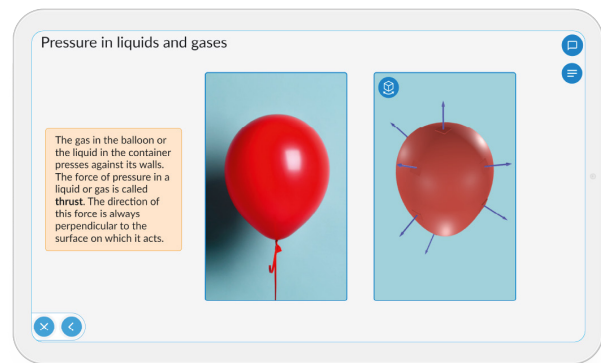 Pressure in liquids and gases
The gas in the balloon or
the liquid in the container
presses against its walls.
The force of pressure in a
liquid or gas is called
thrust. The direction of
this force is always
perpendicular to the
surface on which it acts.